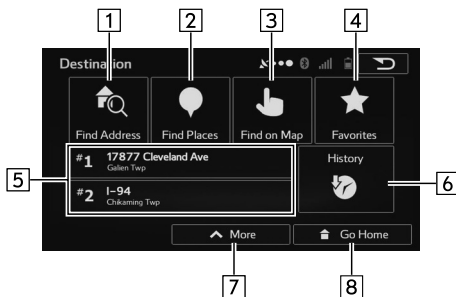 1 2 3 4
Destination
Find Address Find Places Find on Map Favorites
5
#1 17877 Cleveland Ave
Galien Twp
#2 I-94
Chikaming Twp
History
6
More Go Home
7 8